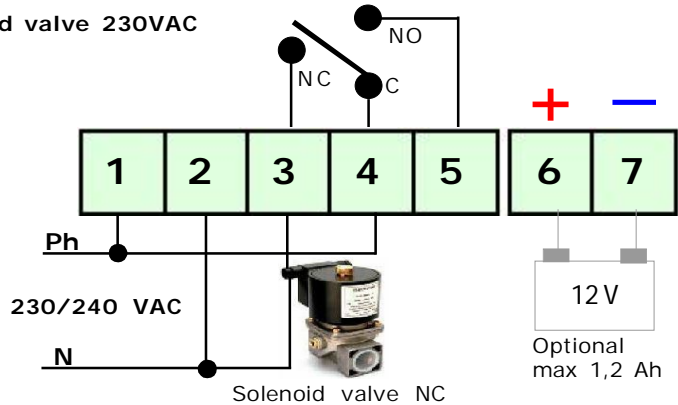 d valve 230VAC
NO
NC
C
+ −
1 2 3 4 5 6 7
Ph
230/240 VAC
12V
N
Optional
max 1,2 Ah
Solenoid valve NC